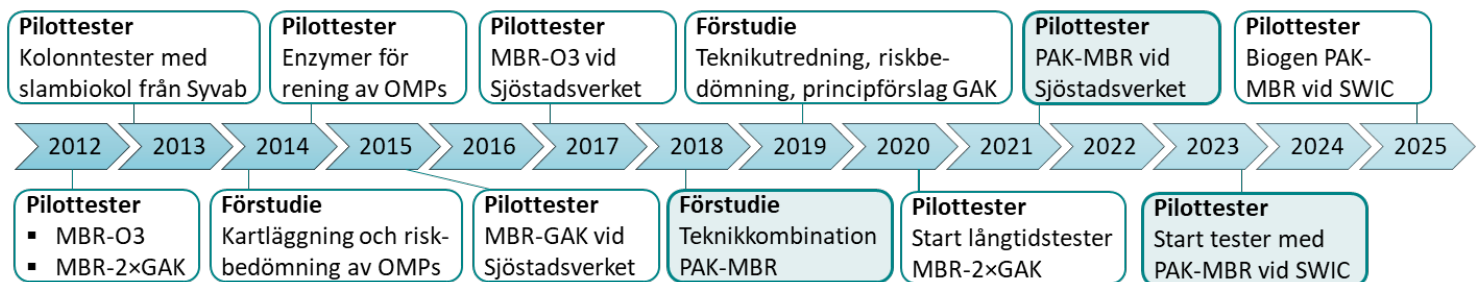 Pilottester
Kolonntester med
slambiokol från Syvab
Pilottester
Enzymer för
rening av OMPs
Pilottester
MBR-O3 vid
Sjöstadsverket
Förstudie
Teknikutredning, riskbe-
dömning, principförslag GAK
Pilottester
PAK-MBR vid
Sjöstadsverket
Pilottester
Biogen PAK-
MBR vid SWIC
2012 2013 2014 2015 2016 2017 2018 2019 2020 2021 2022 2023 2024 2025
Pilottester
▪ MBR-O3
▪ MBR-2×GAK
Förstudie
Kartläggning och risk-
bedömning av OMPs
Pilottester
MBR-GAK vid
Sjöstadsverket
Förstudie
Teknikkombination
PAK-MBR
Pilottester
Start långtidstester
MBR-2×GAK
Pilottester
Start tester med
PAK-MBR vid SWIC